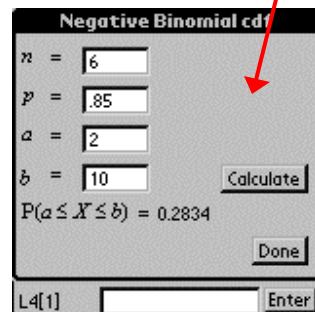 Negative Binomial cdf
n = 6
p = .85
a = 2
b = 10
Calculate
P(a ≤ X ≤ b) = 0.2834
Done
L4[1] Enter